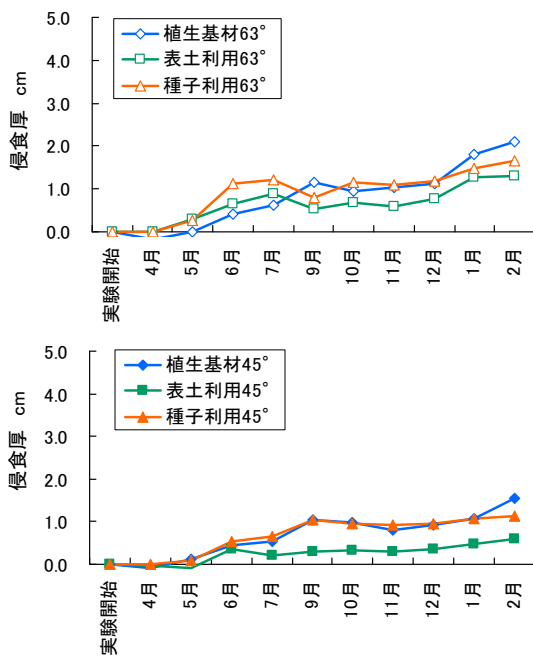 5.0
4.0
3.0
2.0
1.0
0.0
侵食厚 cm
植生基材63°
表土利用63°
種子利用63°
実験開始
4月
5月
6月
7月
9月
10月
11月
12月
1月
2月
5.0
4.0
3.0
2.0
1.0
0.0
侵食厚 cm
植生基材45°
表土利用45°
種子利用45°
実験開始
4月
5月
6月
7月
9月
10月
11月
12月
1月
2月